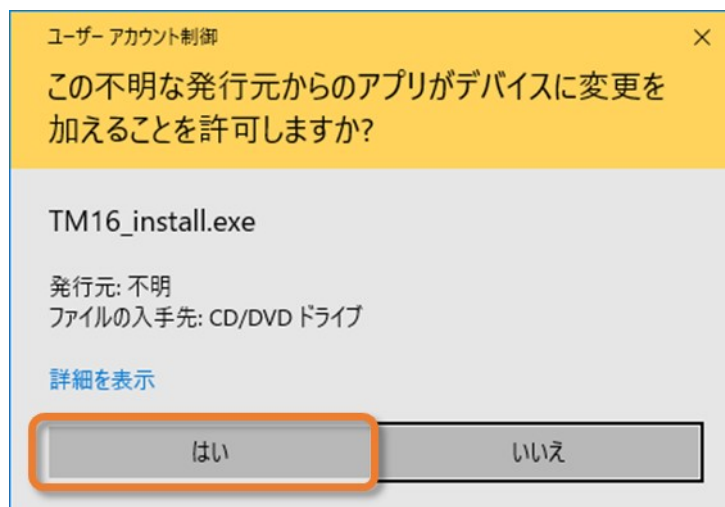 ユーザー アカウント制御
この不明な発行元からのアプリがデバイスに変更を
加えることを許可しますか?
TM16_install.exe
発行元: 不明
ファイルの入手先: CD/DVD ドライブ
詳細を表示
はい
いいえ